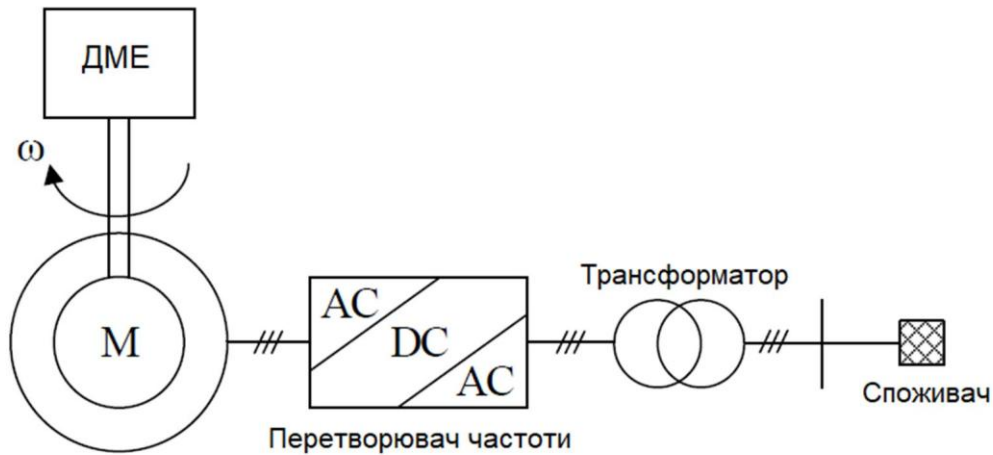 ДМЕ
ω
М
AC
DC
AC
Перетворювач частоти
Трансформатор
Споживач